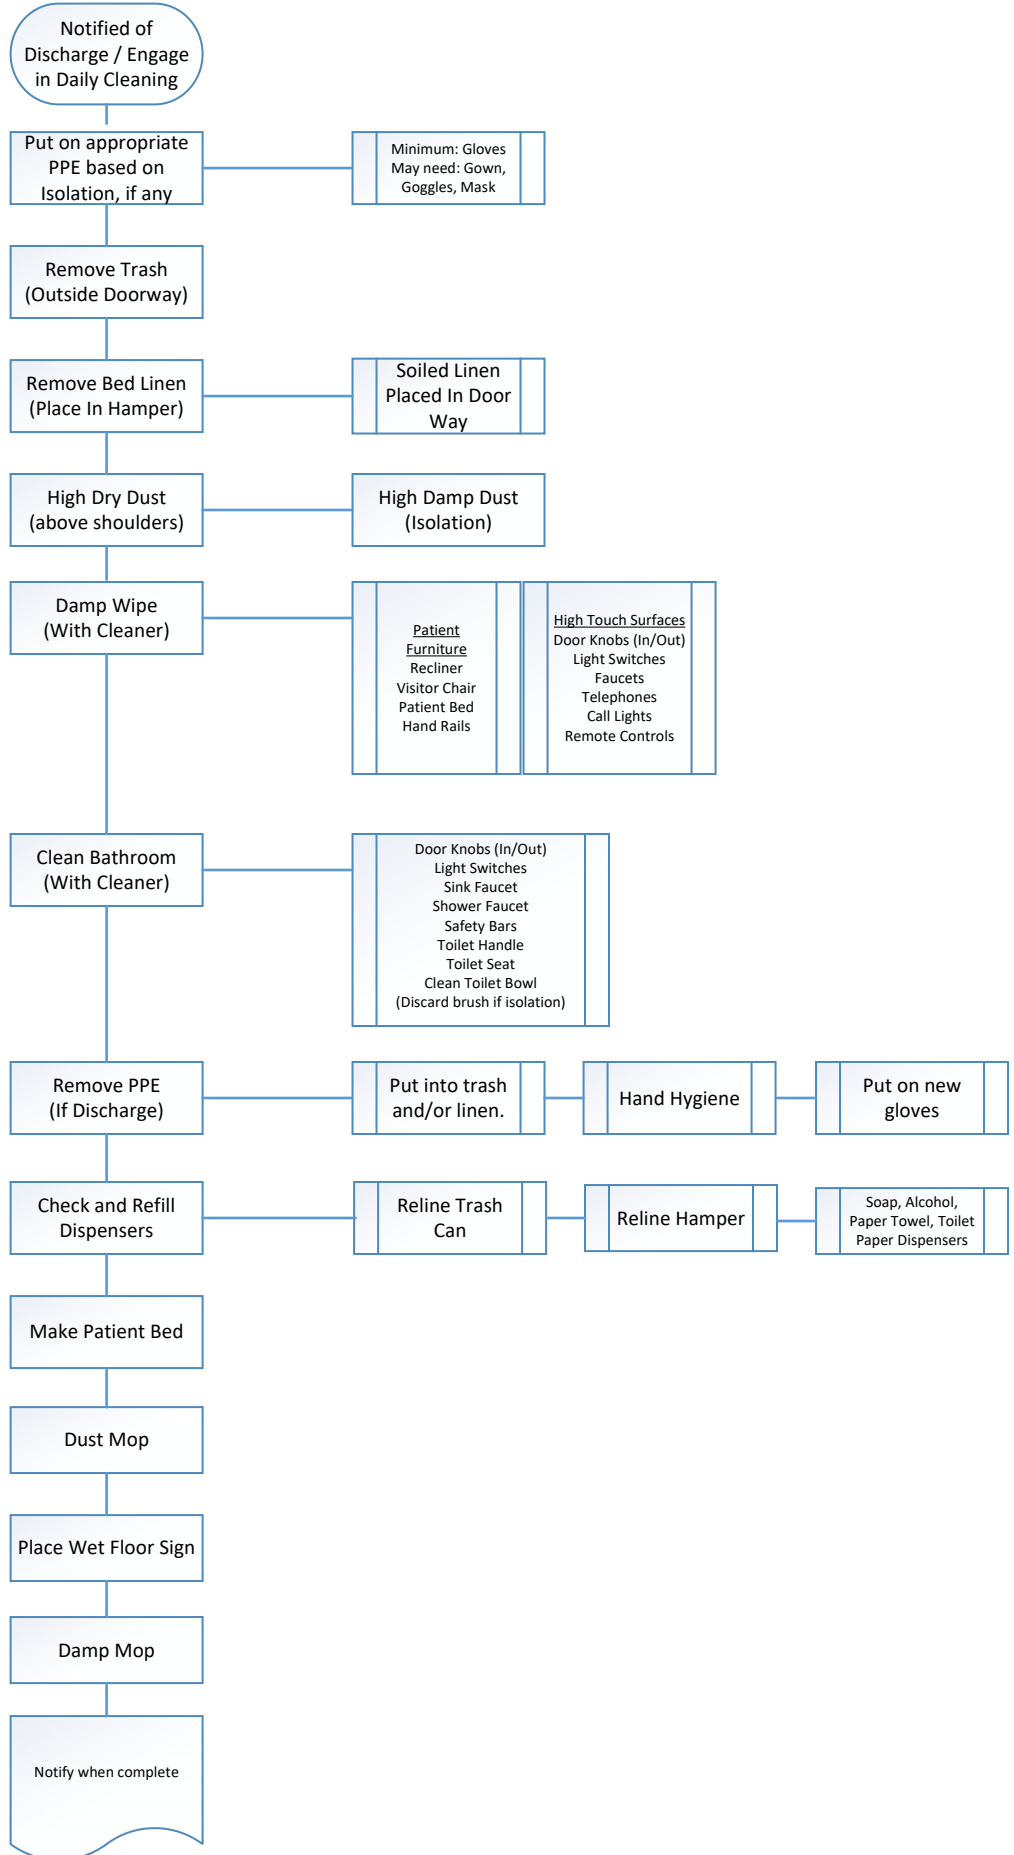 Notified of
Discharge / Engage
in Daily Cleaning
Put on appropriate
PPE based on
Isolation, if any
Minimum: Gloves
May need: Gown,
Goggles, Mask
Remove Trash
(Outside Doorway)
Remove Bed Linen
(Place In Hamper)
Soiled Linen
Placed In Door
Way
High Dry Dust
(above shoulders)
High Damp Dust
(Isolation)
Damp Wipe
(With Cleaner)
Patient
Furniture
Recliner
Visitor Chair
Patient Bed
Hand Rails
High Touch Surfaces
Door Knobs (In/Out)
Light Switches
Faucets
Telephones
Call Lights
Remote Controls
Clean Bathroom
(With Cleaner)
Door Knobs (In/Out)
Light Switches
Sink Faucet
Shower Faucet
Safety Bars
Toilet Handle
Toilet Seat
Clean Toilet Bowl
(Discard brush if isolation)
Remove PPE
(If Discharge)
Put into trash
and/or linen.
Hand Hygiene
Put on new
gloves
Check and Refill
Dispensers
Reline Trash
Can
Reline Hamper
Soap, Alcohol,
Paper Towel, Toilet
Paper Dispensers
Make Patient Bed
Dust Mop
Place Wet Floor Sign
Damp Mop
Notify when complete